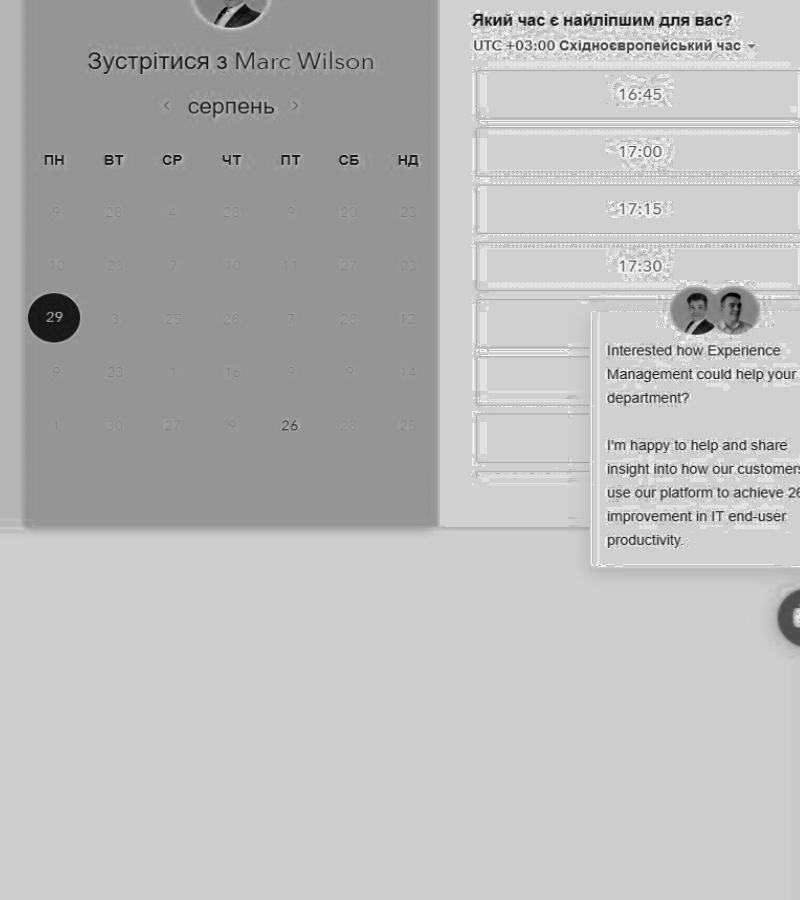 Зустрітися з Marc Wilson
серпень
ПН ВТ СР ЧТ ПТ СБ НД
9 28 4 28 9 20 23
10 23 7 10 11 23
29 3 25 26 7 28 12
9 23 1 16 9 9 14
1 30 27 9 26 28 25
Який час є найліпшим для вас?
UTC +03:00 Східноєвропейський час
16:45
17:00
17:15
17:30
Interested how Experience
Management could help your
department?
I'm happy to help and share
insight into how our customers
use our platform to achieve 26
improvement in IT end-user
productivity.